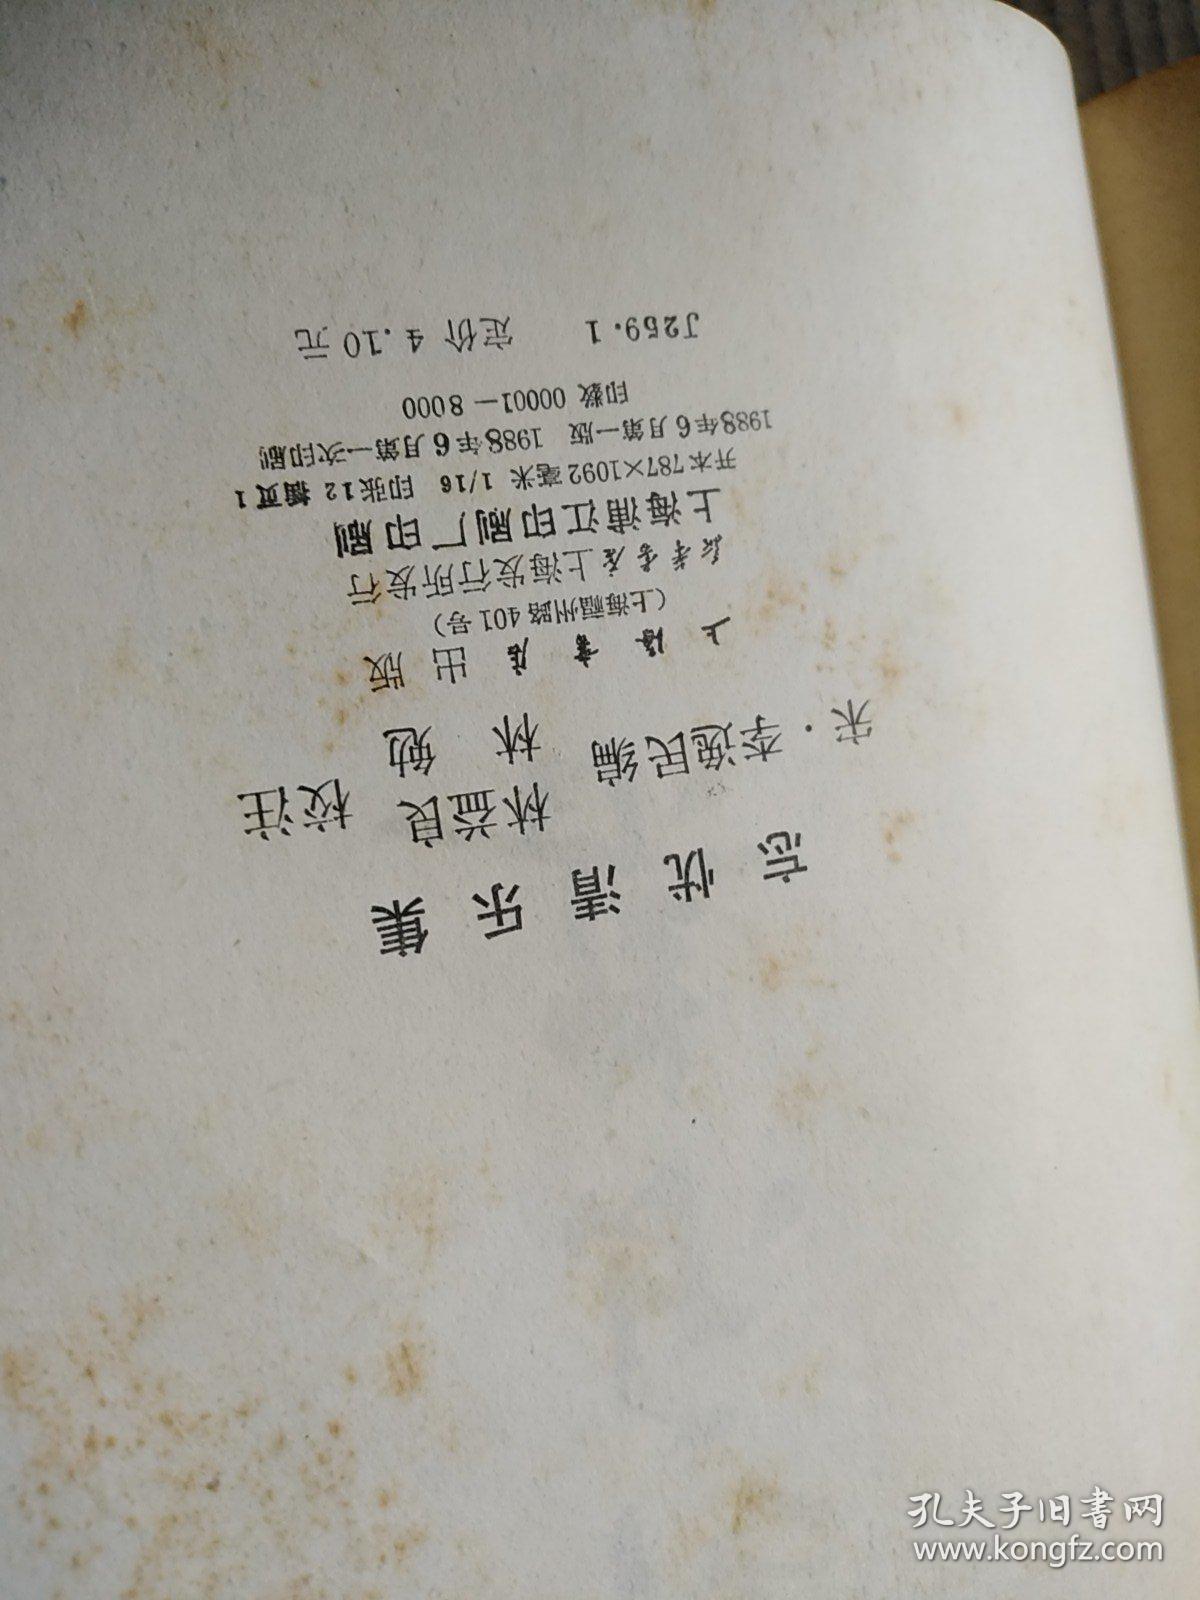 忘忧清乐集
宋·李逸民编
林勉
林益良 校注
上海书店出版
(上海福州路401号)
新华书店上海发行所发行
上海浦江印刷厂印刷
开本787×1092毫米 1/16 印张12 插页1
1988年6月第一版 1988年6月第一次印刷
印数 00001—8000
J259.1 定价 4.10元
孔夫子旧書网
www.kongfz.com